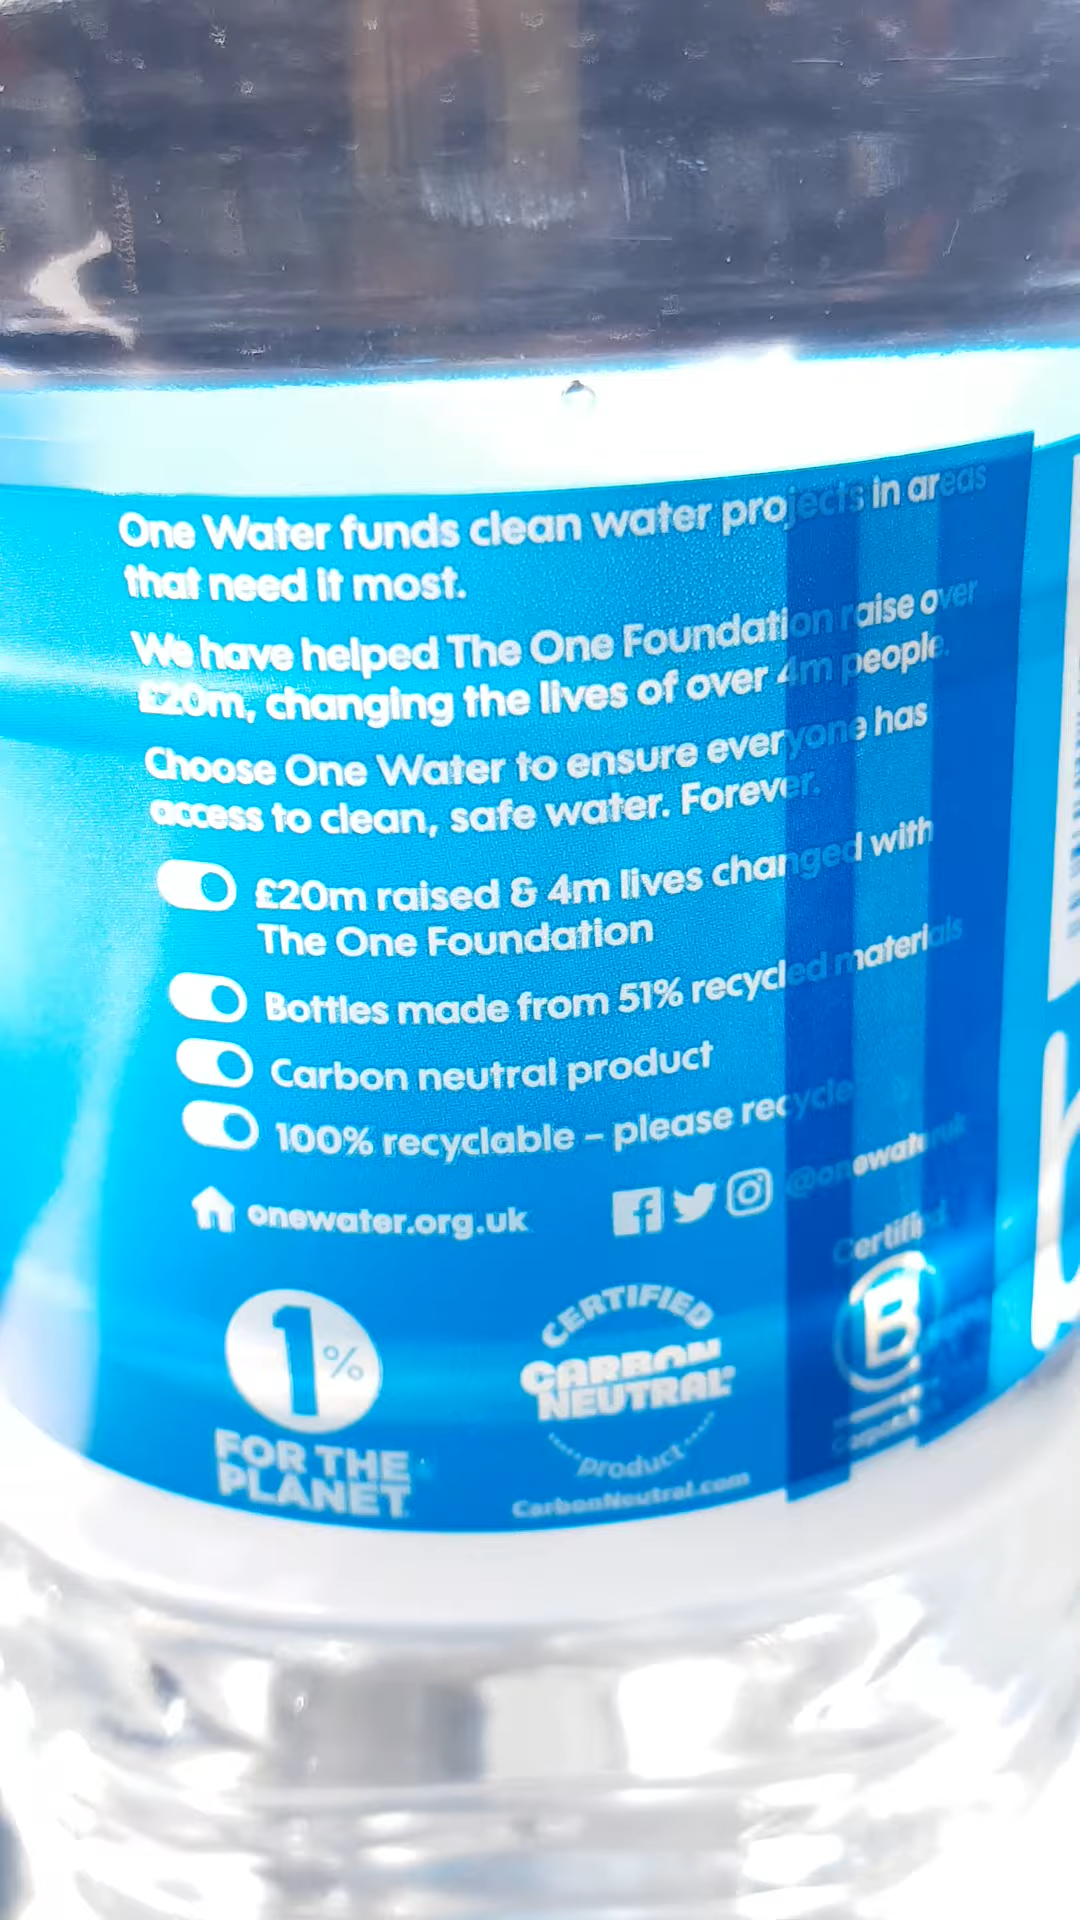 One Water funds clean water projects in areas
that need it most.
We have helped The One Foundation raise over
£20m, changing the lives of over 4m people.
Choose One Water to ensure everyone has
access to clean, safe water. Forever.
£20m raised & 4m lives changed with
The One Foundation
Bottles made from 51% recycled materials
Carbon neutral product
100% recyclable – please recycle
onewater.org.uk
@onewateruk
1%
FOR THE
PLANET
CERTIFIED
CARBON
NEUTRAL
product
CarbonNeutral.com
Certified
B